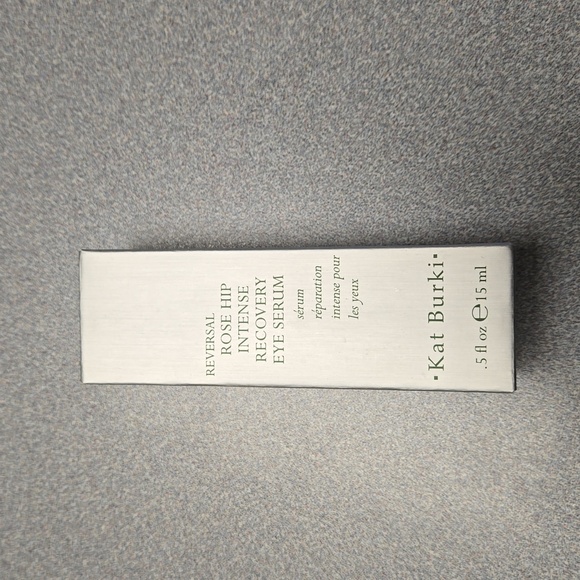 REVERSAL
ROSE HIP
INTENSE
RECOVERY
EYE SERUM
sérum
réparation
intense pour
les yeux
·Kat Burki·
.5 fl oz ℮15 ml